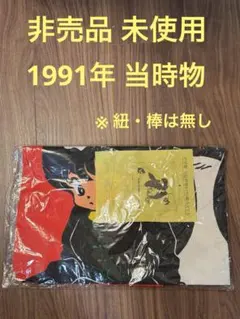 非売品 未使用
1991年 当時物
※ 紐・棒は無し